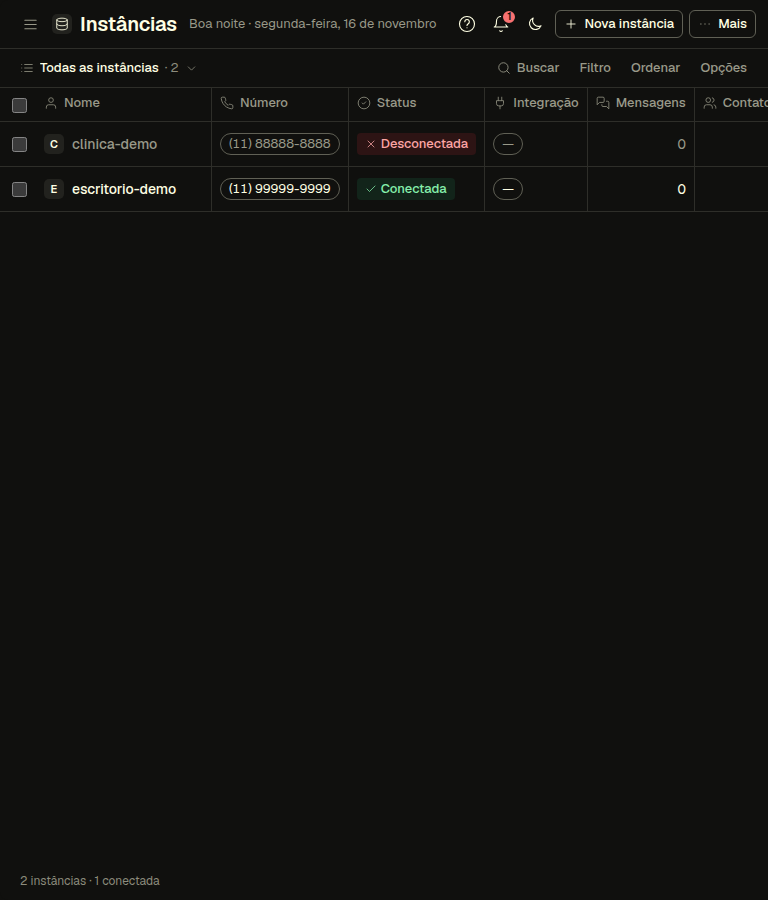 Instâncias Boa noite · segunda-feira, 16 de novembro 1 Nova instância Mais
Todas as instâncias · 2 Buscar Filtro Ordenar Opções
Nome Número Status Integração Mensagens Contato
C clinica-demo (11) 88888-8888 Desconectada — 0
E escritorio-demo (11) 99999-9999 Conectada — 0
2 instâncias · 1 conectada